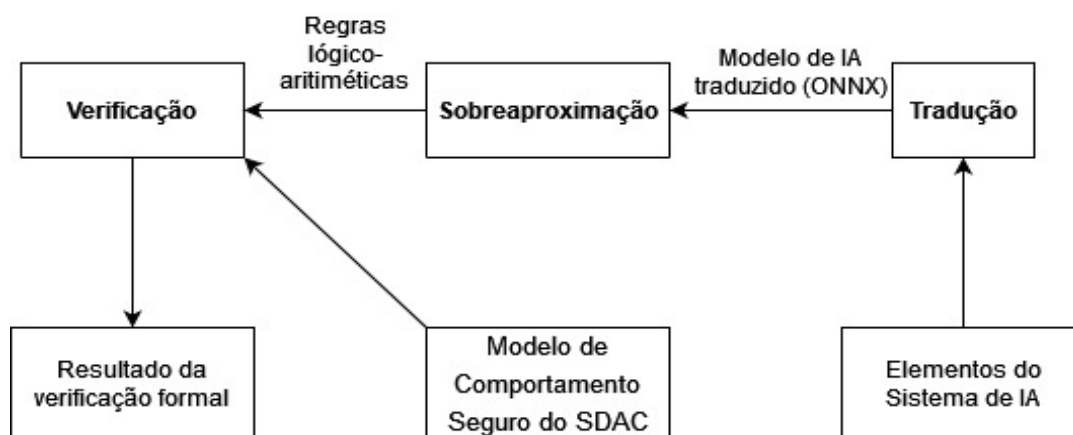 Regras
lógico-
aritiméticas
Modelo de IA
traduzido (ONNX)
Verificação
Sobreaproximação
Tradução
Resultado da
verificação formal
Modelo de
Comportamento
Seguro do SDAC
Elementos do
Sistema de IA